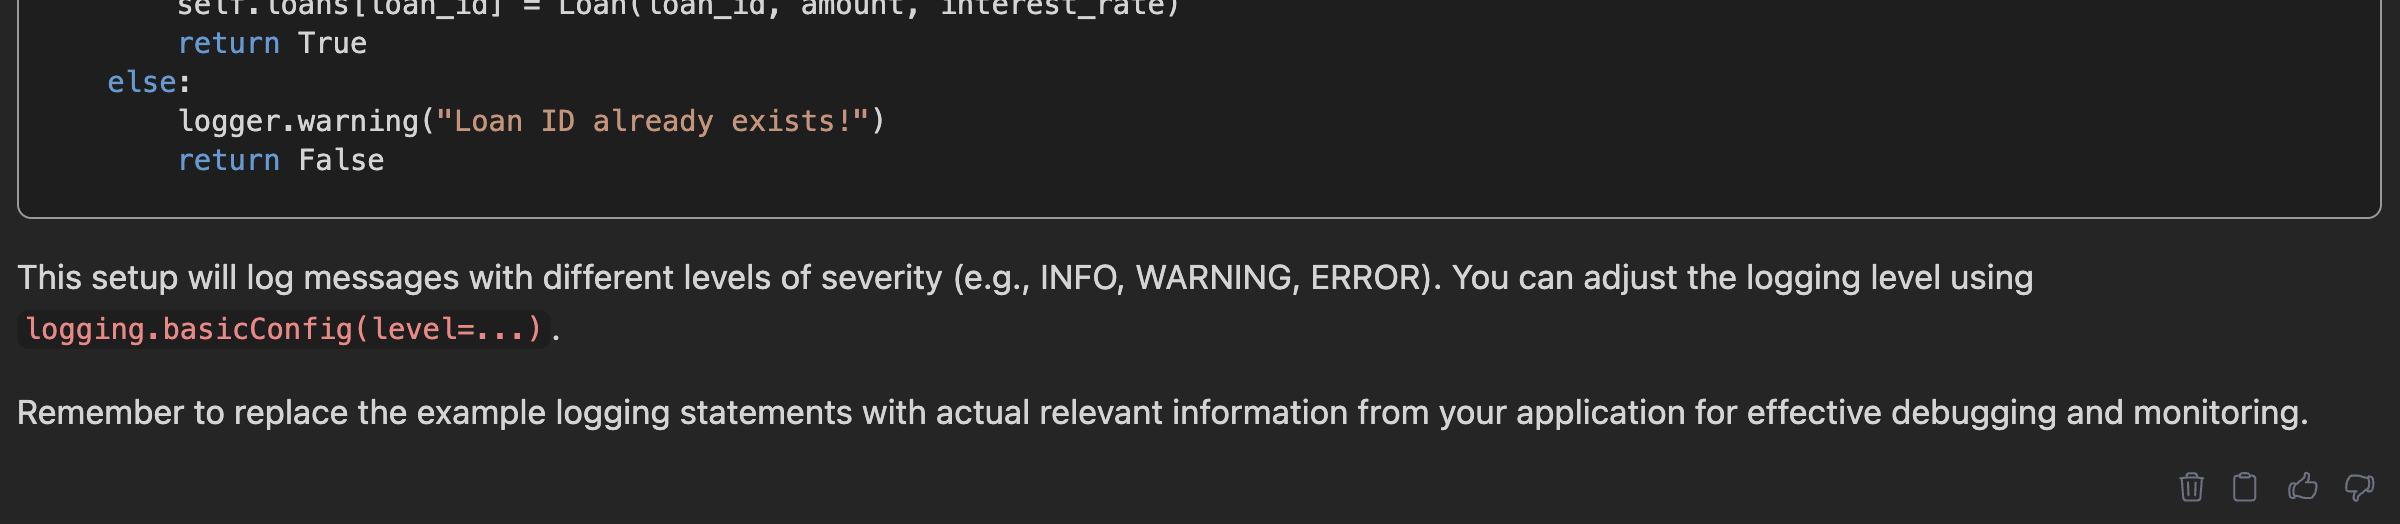 self.loans[loan_id] = Loan(loan_id, amount, interest_rate)
return True
else:
logger.warning("Loan ID already exists!")
return False
This setup will log messages with different levels of severity (e.g., INFO, WARNING, ERROR). You can adjust the logging level using
logging.basicConfig(level=...).
Remember to replace the example logging statements with actual relevant information from your application for effective debugging and monitoring.